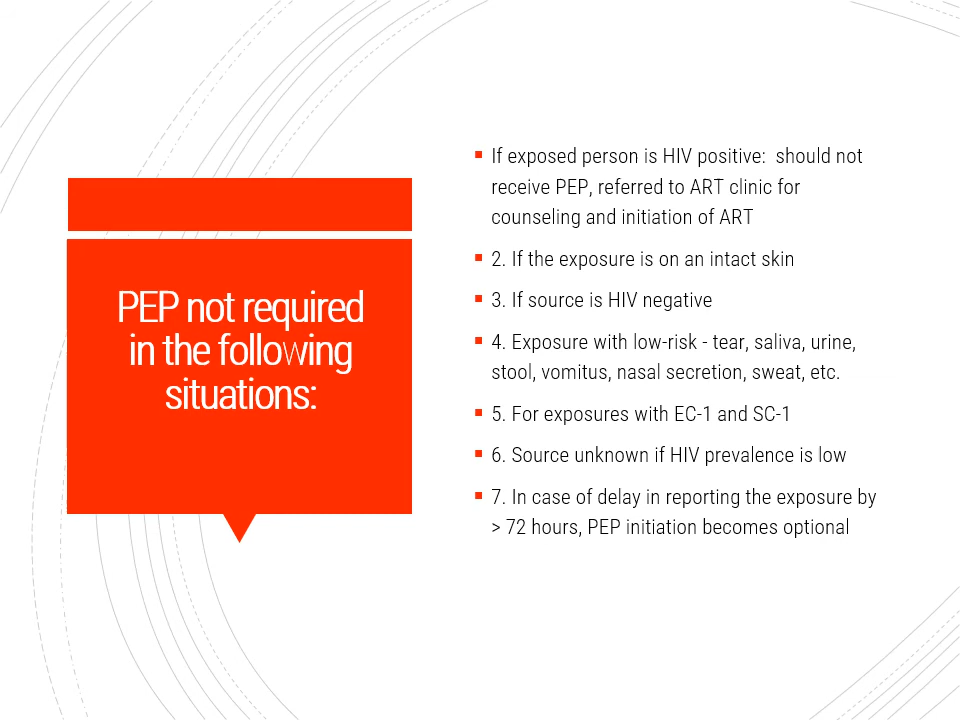 PEP not required
in the following
situations:
If exposed person is HIV positive:  should not
receive PEP, referred to ART clinic for
counseling and initiation of ART
2. If the exposure is on an intact skin
3. If source is HIV negative
4. Exposure with low-risk - tear, saliva, urine,
stool, vomitus, nasal secretion, sweat, etc.
5. For exposures with EC-1 and SC-1
6. Source unknown if HIV prevalence is low
7. In case of delay in reporting the exposure by
> 72 hours, PEP initiation becomes optional